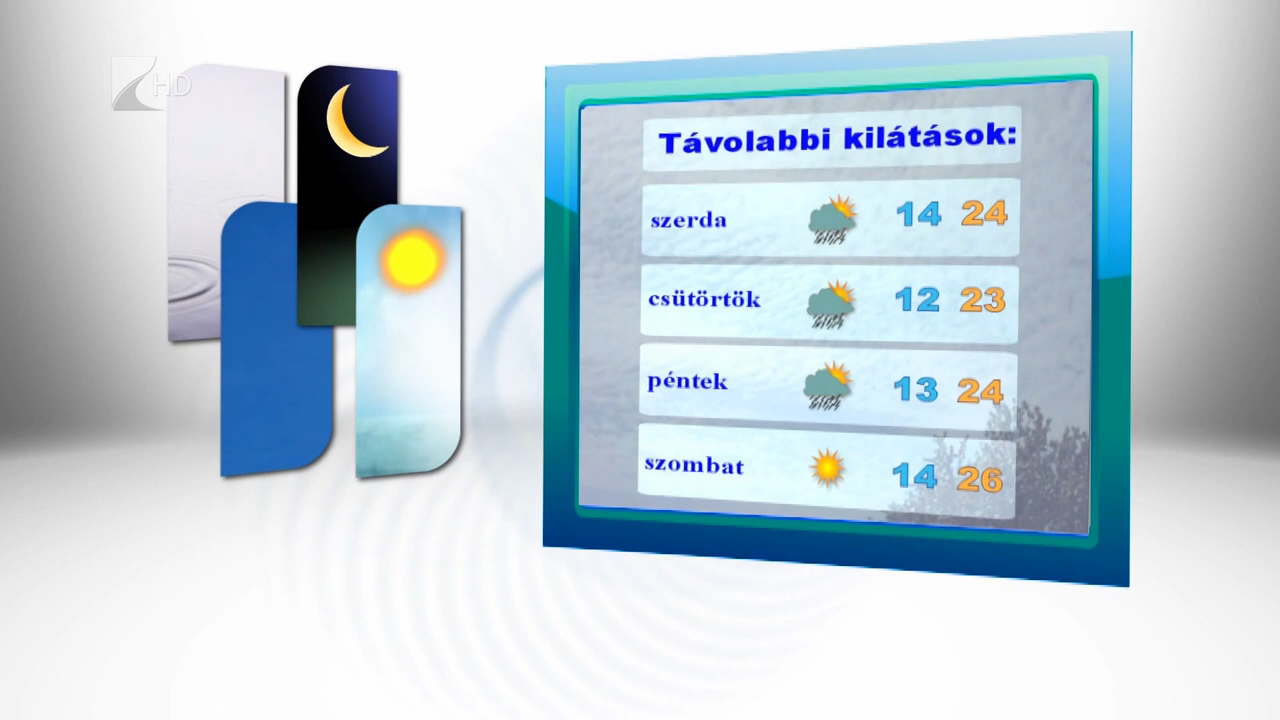 HD
Távolabbi kilátások:
szerda 14 24
csütörtök 12 23
péntek 13 24
szombat 14 26